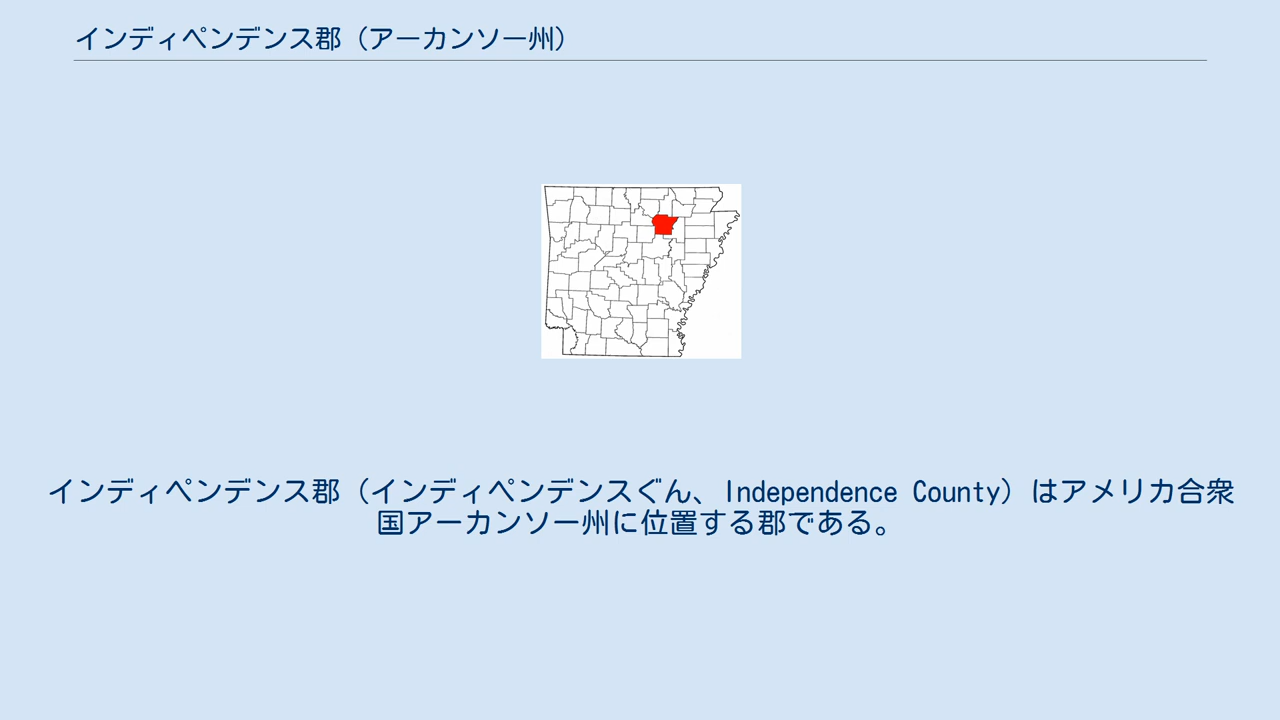 インディペンデンス郡（アーカンソー州）
インディペンデンス郡（インディペンデンスぐん、Independence County）はアメリカ合衆
国アーカンソー州に位置する郡である。